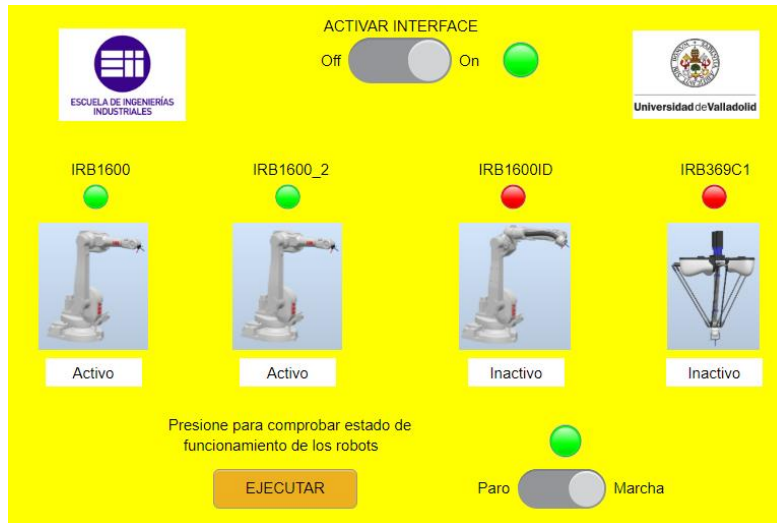 ACTIVAR INTERFACE
Off
On
ESCUELA DE INGENIERÍAS
INDUSTRIALES
Universidad de Valladolid
IRB1600
IRB1600_2
IRB1600ID
IRB369C1
Activo
Activo
Inactivo
Inactivo
Presione para comprobar estado de
funcionamiento de los robots
EJECUTAR
Paro
Marcha